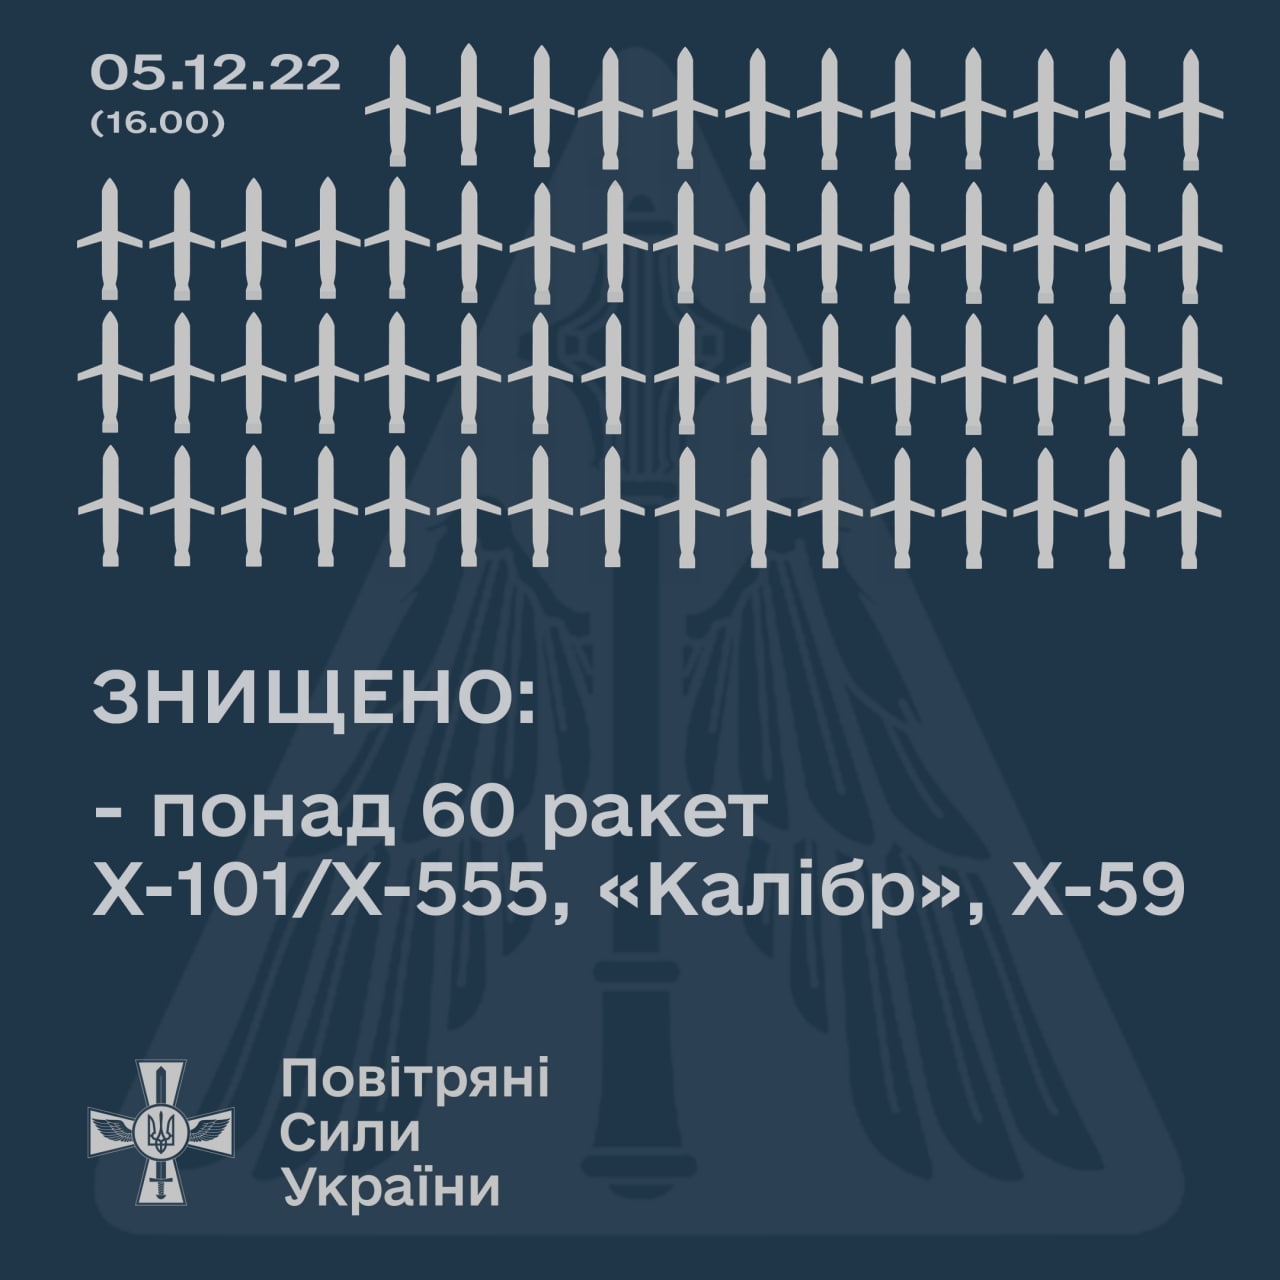 05.12.22
(16.00)
ЗНИЩЕНО:
- понад 60 ракет
Х-101/Х-555, «Калібр», Х-59
Повітряні
Сили
України